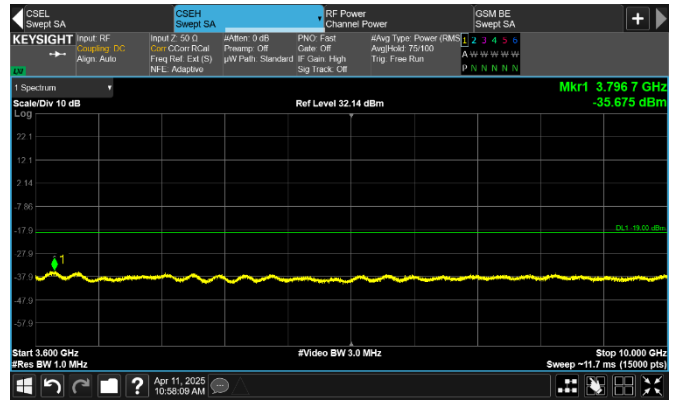 CSEL
Swept SA
CSEH
Swept SA
RF Power
Channel Power
GSM BE
Swept SA
+
KEYSIGHT
Input: RF
Coupling: DC
Align: Auto
LXI
Input Z: 50 Ω
Corr CCorr RCal
Freq Ref: Ext (S)
NFE: Adaptive
#Atten: 0 dB
Preamp: Off
µW Path: Standard
PNO: Fast
Gate: Off
IF Gain: High
Sig Track: Off
#Avg Type: Power (RMS
Avg|Hold: 75/100
Trig: Free Run
1 2 3 4 5 6
A W W W W W
P N N N N N
1 Spectrum
Scale/Div 10 dB
Log
Ref Level 32.14 dBm
Mkr1 3.796 7 GHz
-35.675 dBm
22.1
12.1
2.14
-7.86
-17.9
DL1 -19.00 dBm
-27.9
1
-37.9
-47.9
-57.9
Start 3.600 GHz
#Video BW 3.0 MHz
Stop 10.000 GHz
#Res BW 1.0 MHz
Sweep ~11.7 ms (15000 pts)
?
Apr 11, 2025
10:58:09 AM